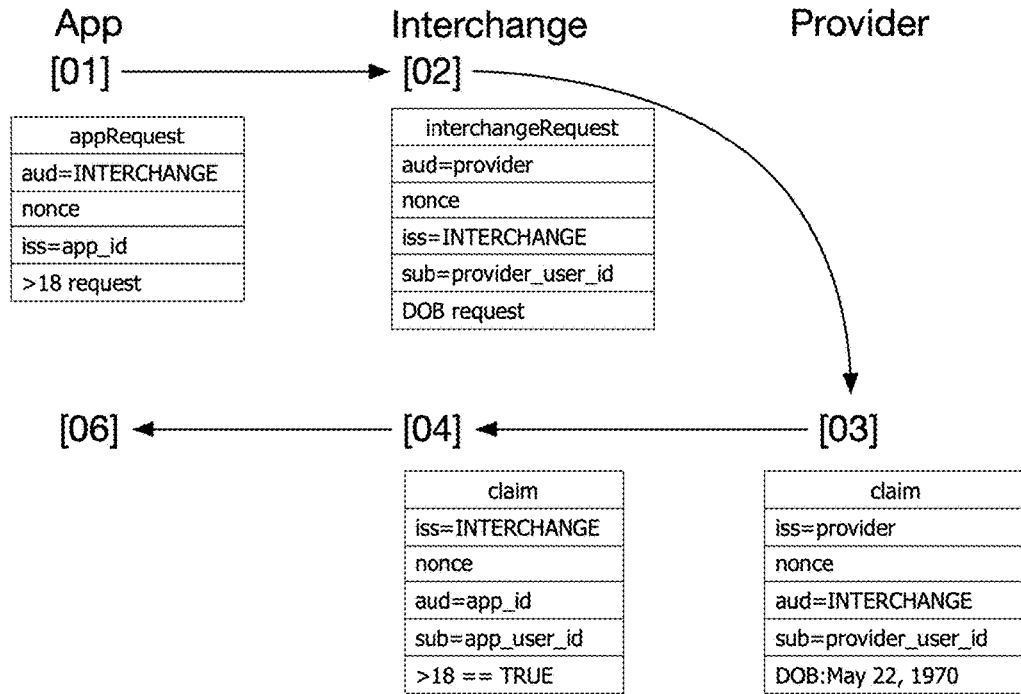 App
Interchange
Provider
[01]
[02]
appRequest
aud=INTERCHANGE
nonce
iss=app_id
>18 request
interchangeRequest
aud=provider
nonce
iss=INTERCHANGE
sub=provider_user_id
DOB request
[06]
[04]
[03]
claim
iss=INTERCHANGE
nonce
aud=app_id
sub=app_user_id
>18 == TRUE
claim
iss=provider
nonce
aud=INTERCHANGE
sub=provider_user_id
DOB:May 22, 1970